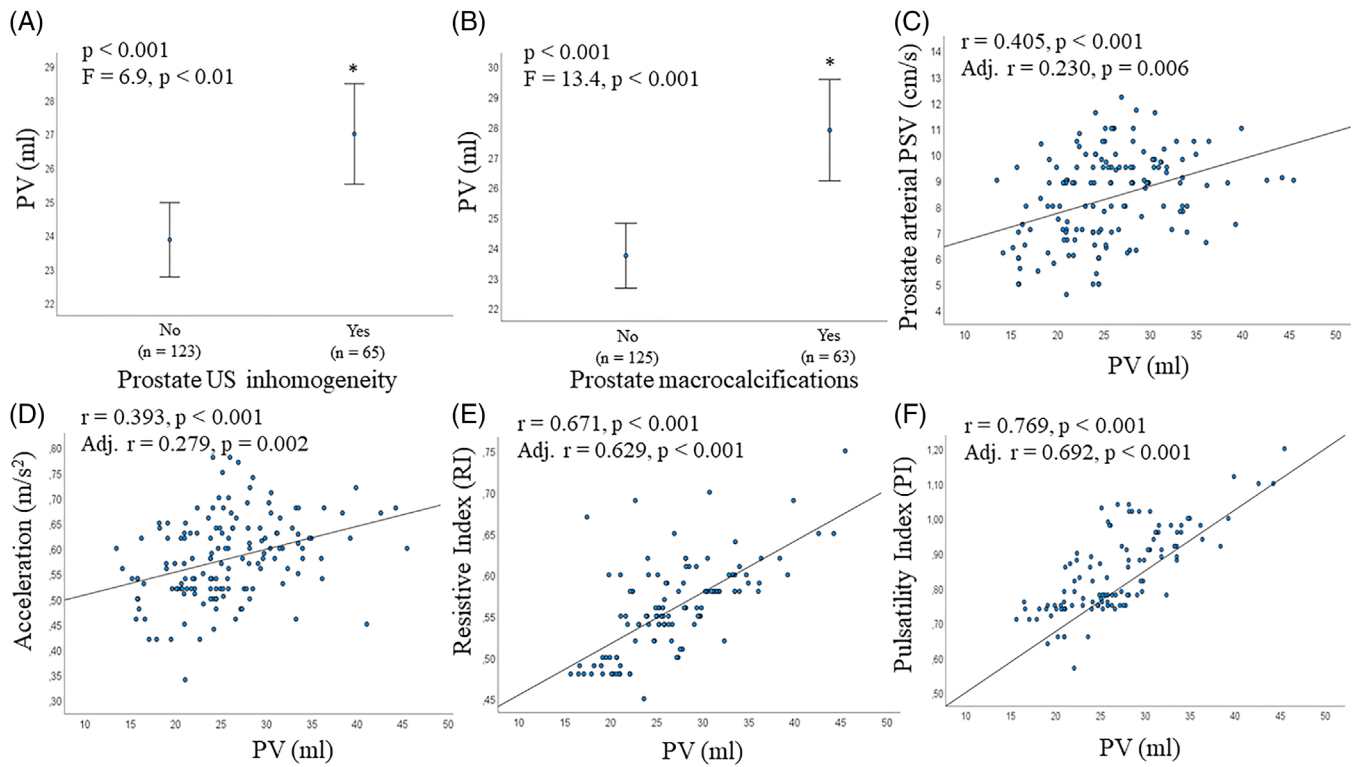 (A)
p < 0.001
F = 6.9, p < 0.01
*
29
28
27
26
25
24
23
22
PV (ml)
No
(n = 123)
Yes
(n = 65)
Prostate US inhomogeneity
(B)
p < 0.001
F = 13.4, p < 0.001
*
30
29
28
27
26
25
24
23
22
PV (ml)
No
(n = 125)
Yes
(n = 63)
Prostate macrocalcifications
(C)
r = 0.405, p < 0.001
Adj. r = 0.230, p = 0.006
Prostate arterial PSV (cm/s)
14
13
12
11
10
9
8
7
6
5
4
10 15 20 25 30 35 40 45 50
PV (ml)
(D)
r = 0.393, p < 0.001
Adj. r = 0.279, p = 0.002
Acceleration (m/s²)
,80
,75
,70
,65
,60
,55
,50
,45
,40
,35
,30
10 15 20 25 30 35 40 45 50
PV (ml)
(E)
r = 0.671, p < 0.001
Adj. r = 0.629, p < 0.001
Resistive Index (RI)
,75
,70
,65
,60
,55
,50
,45
10 15 20 25 30 35 40 45 50
PV (ml)
(F)
r = 0.769, p < 0.001
Adj. r = 0.692, p < 0.001
Pulsatility Index (PI)
1,20
1,10
1,00
,90
,80
,70
,60
,50
10 15 20 25 30 35 40 45 50
PV (ml)